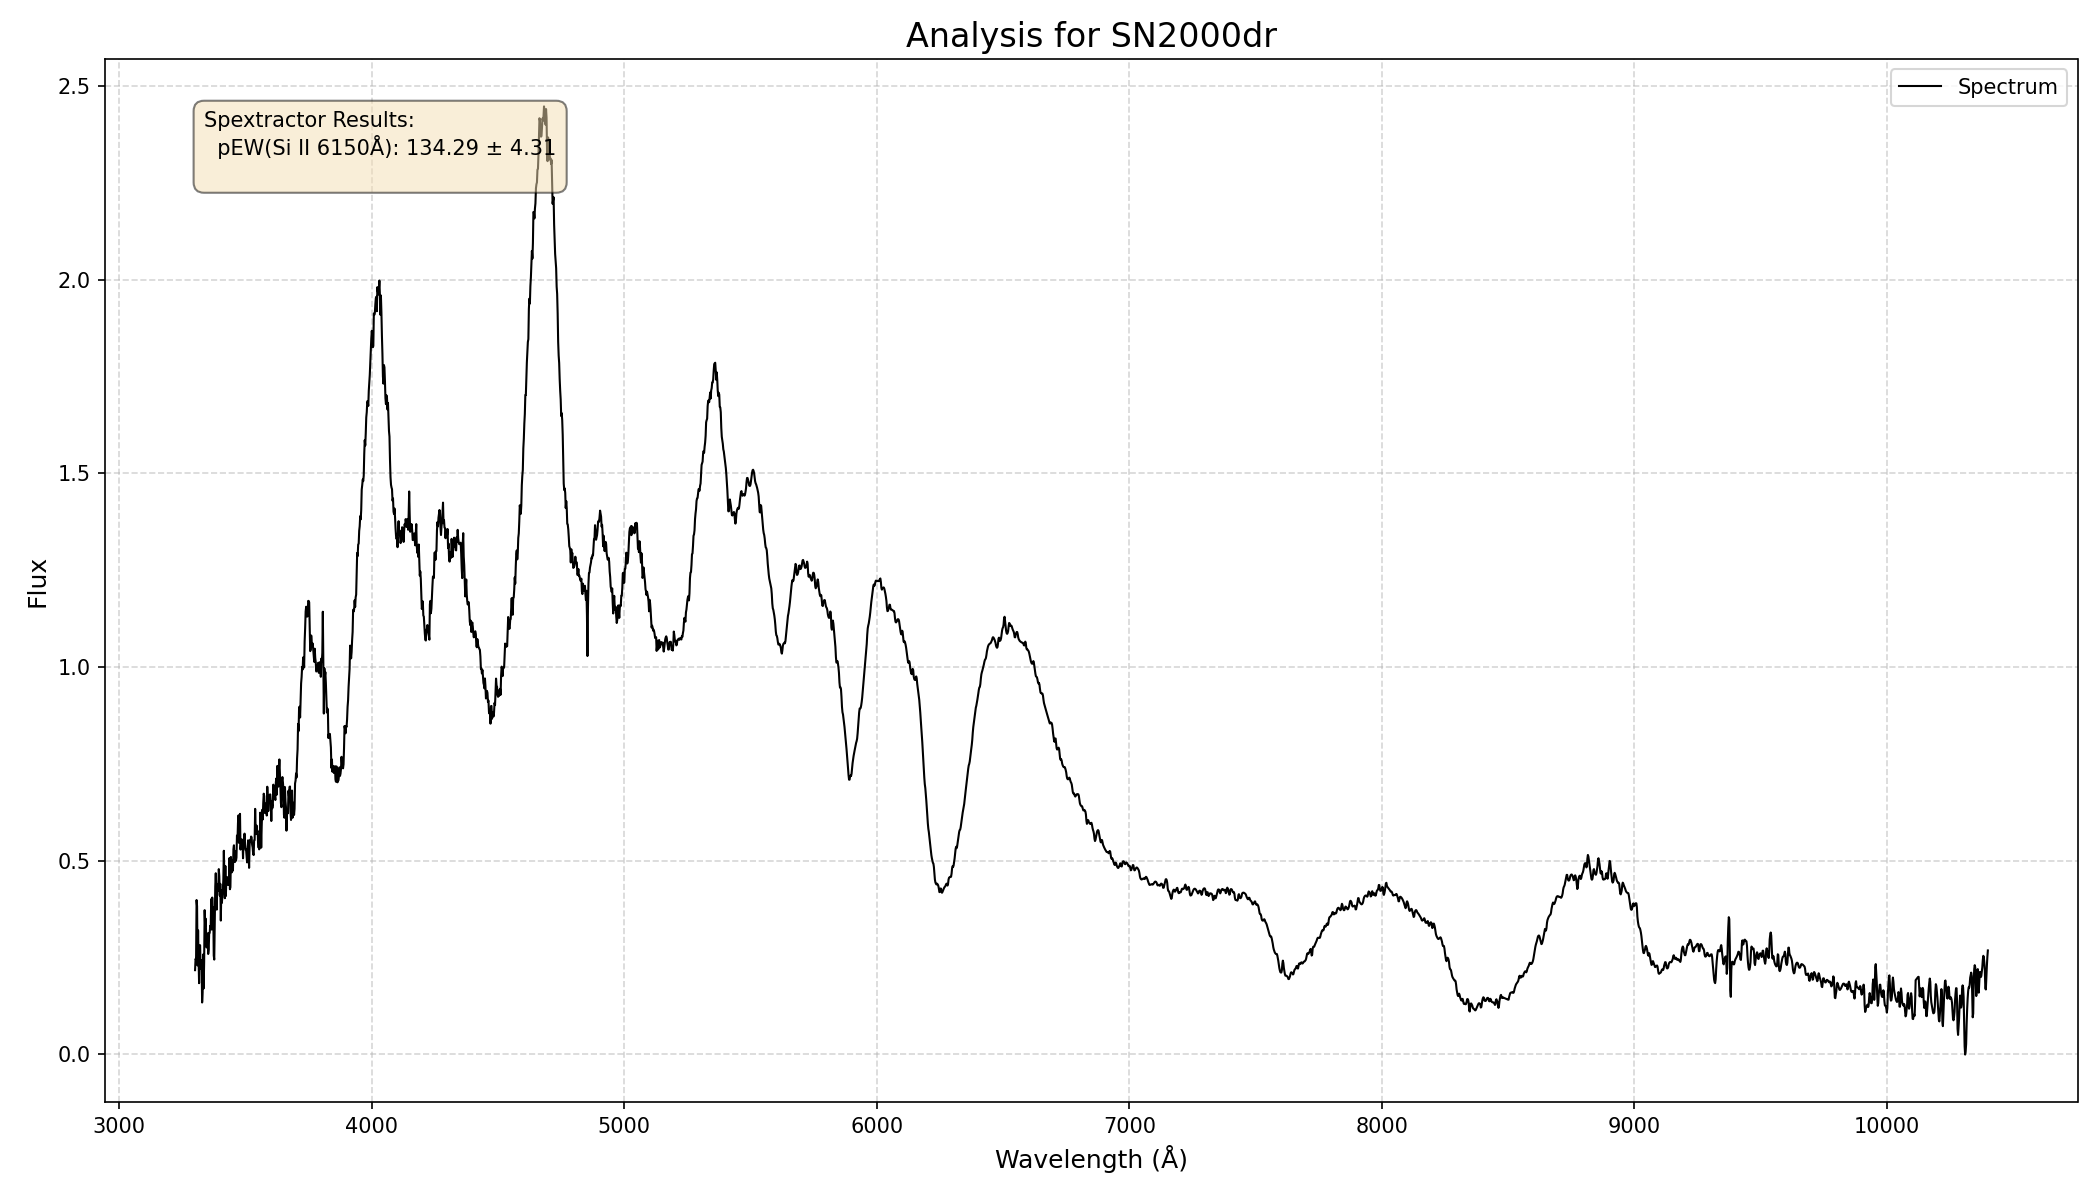 Analysis for SN2000dr
Spectrum
Spextractor Results:
pEW(Si II 6150Å): 134.29 ± 4.31
Flux
2.5
2.0
1.5
1.0
0.5
0.0
3000 4000 5000 6000 7000 8000 9000 10000
Wavelength (Å)